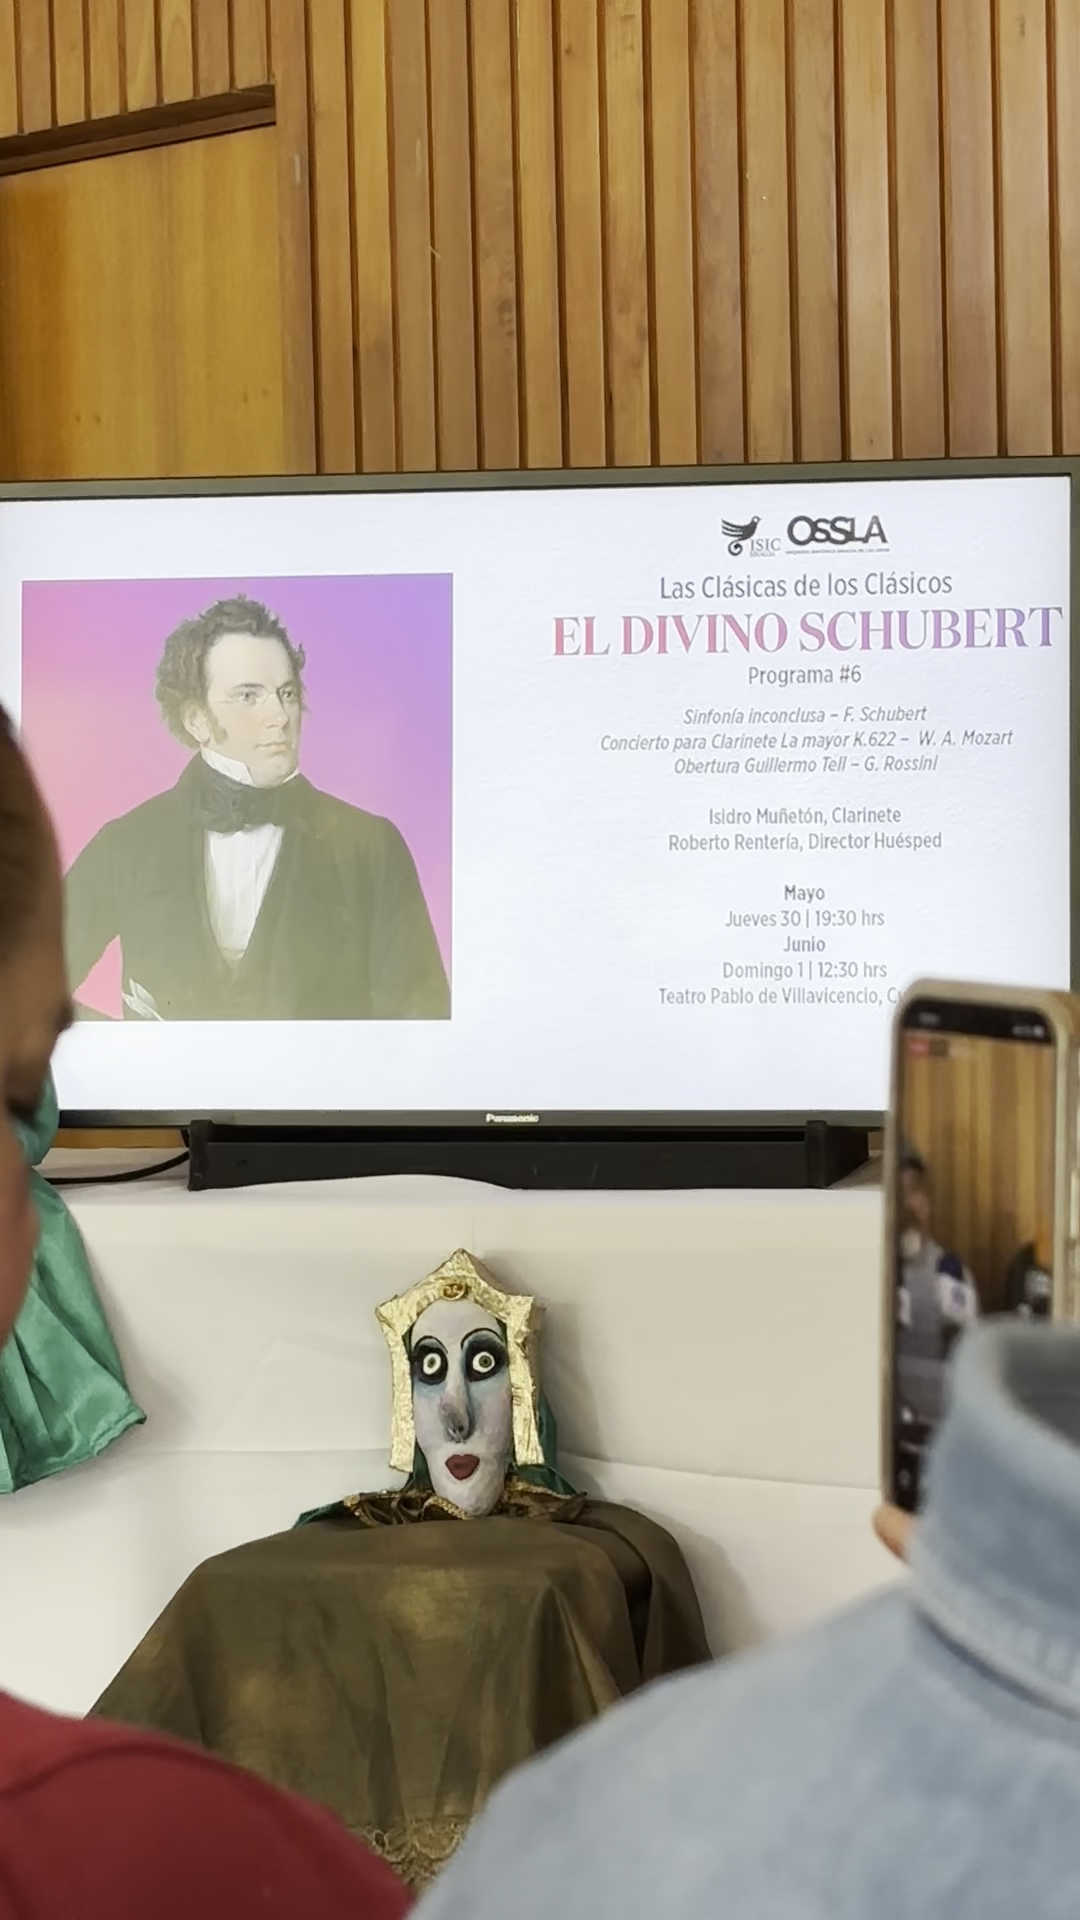 ISIC
OSSLA
Las Clásicas de los Clásicos
EL DIVINO SCHUBERT
Programa #6
Sinfonía inconclusa – F. Schubert
Concierto para Clarinete La mayor K.622 – W. A. Mozart
Obertura Guillermo Tell – G. Rossini
Isidro Muñetón, Clarinete
Roberto Rentería, Director Huésped
Mayo
Jueves 30 | 19:30 hrs
Junio
Domingo 1 | 12:30 hrs
Teatro Pablo de Villavicencio,
Panasonic